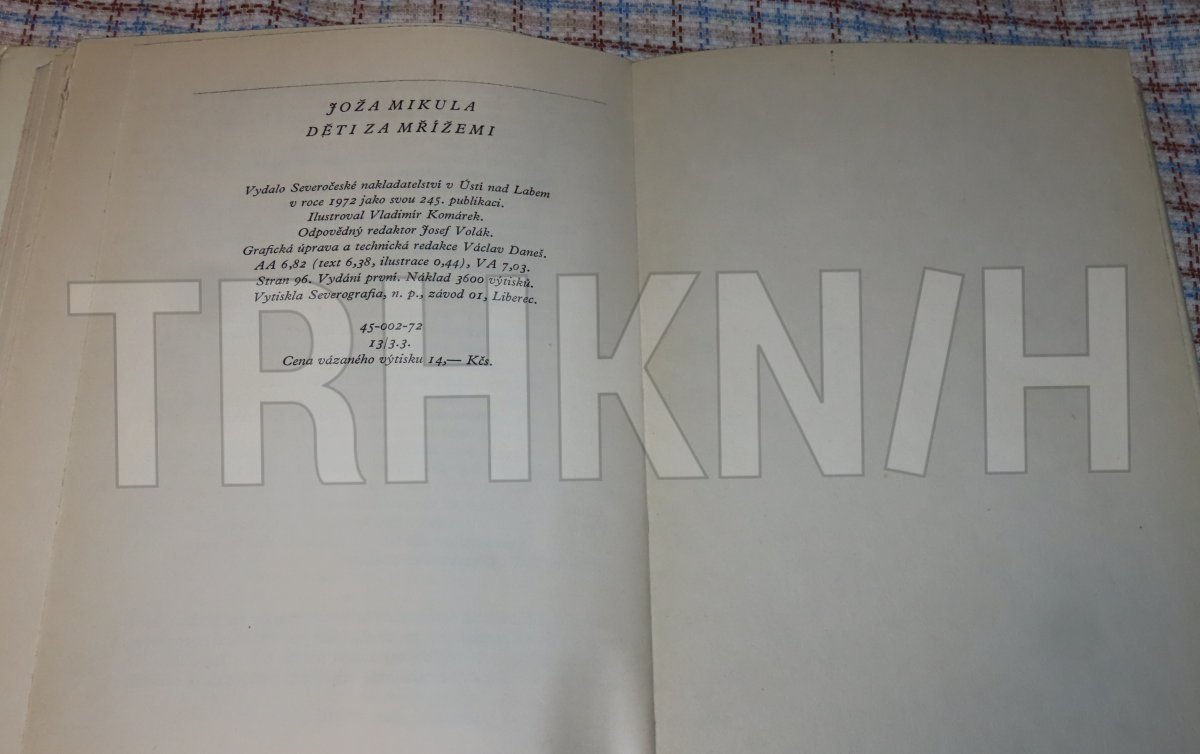 JOŽA MIKULA
DĚTI ZA MŘÍŽEMI
Vydalo Severočeské nakladatelství v Ústí nad Labem
v roce 1972 jako svou 245. publikaci.
Ilustroval Vladimír Komárek.
Odpovědný redaktor Josef Volák.
Grafická úprava a technická redakce Václav Daneš.
AA 6,82 (text 6,38, ilustrace 0,44), VA 7,03.
Stran 96. Vydání první. Náklad 3600 výtisků.
Vytiskla Severografia, n. p., závod 01, Liberec.
45-002-72
13/3.3.
Cena vázaného výtisku 14,— Kčs.
TRHKN/H